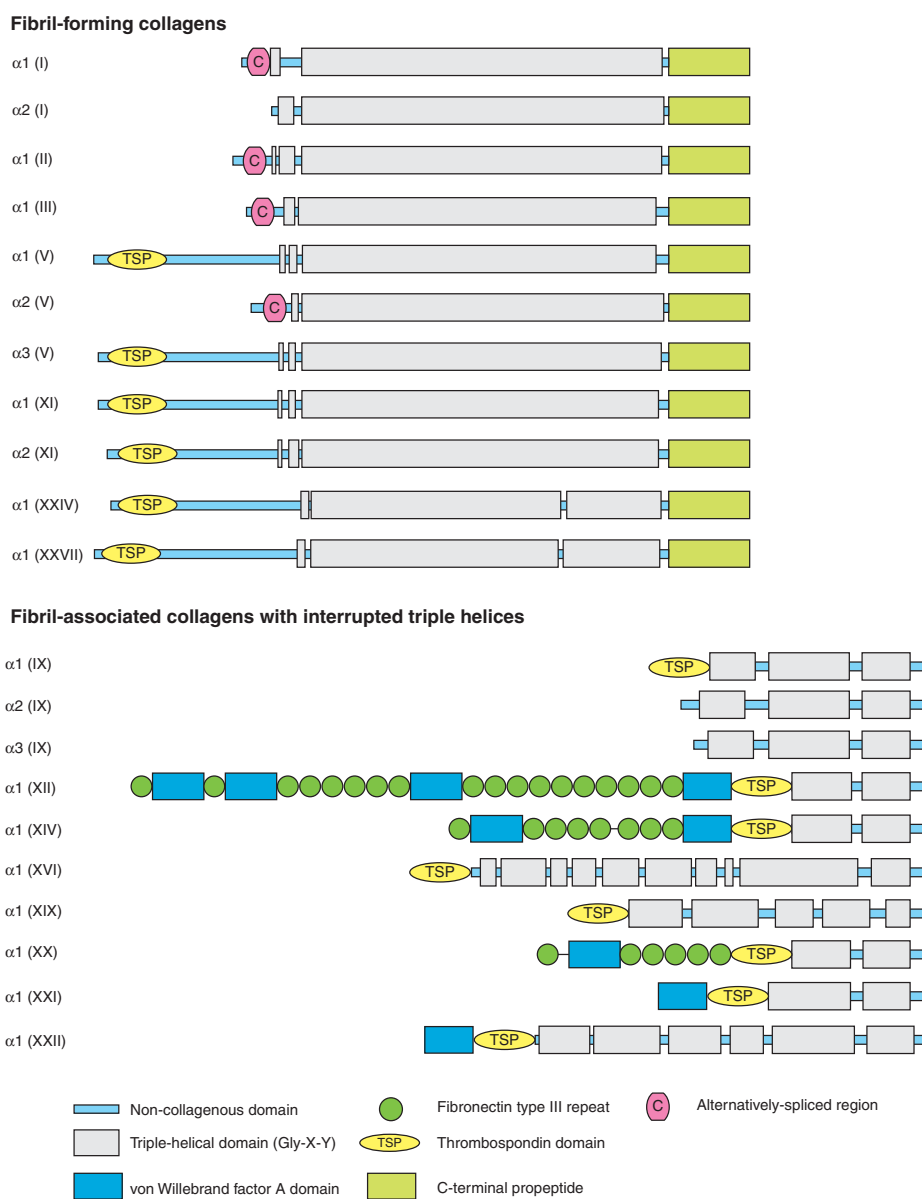 Fibril-forming collagens
α1 (I)
C
α2 (I)
α1 (II)
C
α1 (III)
C
α1 (V)
TSP
α2 (V)
C
α3 (V)
TSP
α1 (XI)
TSP
α2 (XI)
TSP
α1 (XXIV)
TSP
α1 (XXVII)
TSP
Fibril-associated collagens with interrupted triple helices
α1 (IX)
TSP
α2 (IX)
α3 (IX)
α1 (XII)
TSP
α1 (XIV)
TSP
α1 (XVI)
TSP
α1 (XIX)
TSP
α1 (XX)
TSP
α1 (XXI)
TSP
α1 (XXII)
TSP
Non-collagenous domain
Fibronectin type III repeat
C
Alternatively-spliced region
Triple-helical domain (Gly-X-Y)
TSP
Thrombospondin domain
von Willebrand factor A domain
C-terminal propeptide